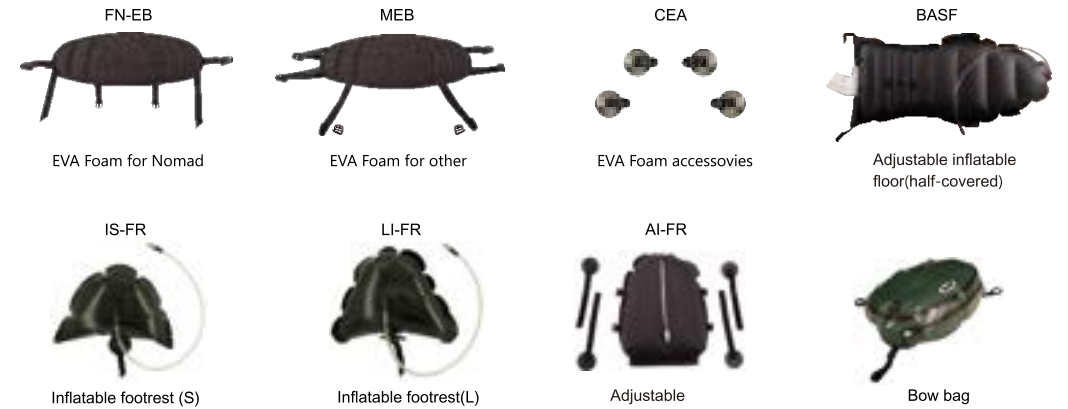 FN-EB
MEB
CEA
BASF
EVA Foam for Nomad
EVA Foam for other
EVA Foam accessovies
Adjustable inflatable
floor(half-covered)
IS-FR
LI-FR
AI-FR
Inflatable footrest (S)
Inflatable footrest(L)
Adjustable
Bow bag